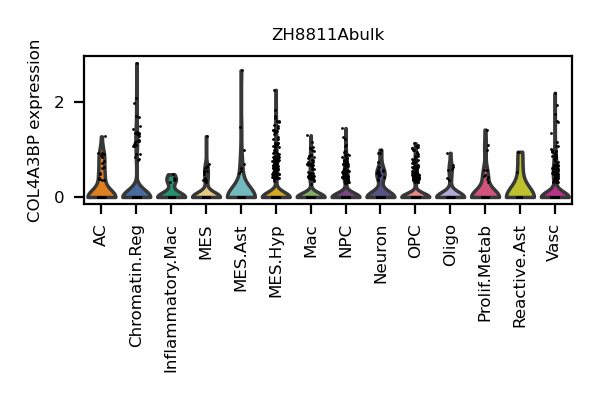 ZH8811Abulk
COL4A3BP expression
2
0
AC
Chromatin.Reg
Inflammatory.Mac
MES
MES.Ast
MES.Hyp
Mac
NPC
Neuron
OPC
Oligo
Prolif.Metab
Reactive.Ast
Vasc